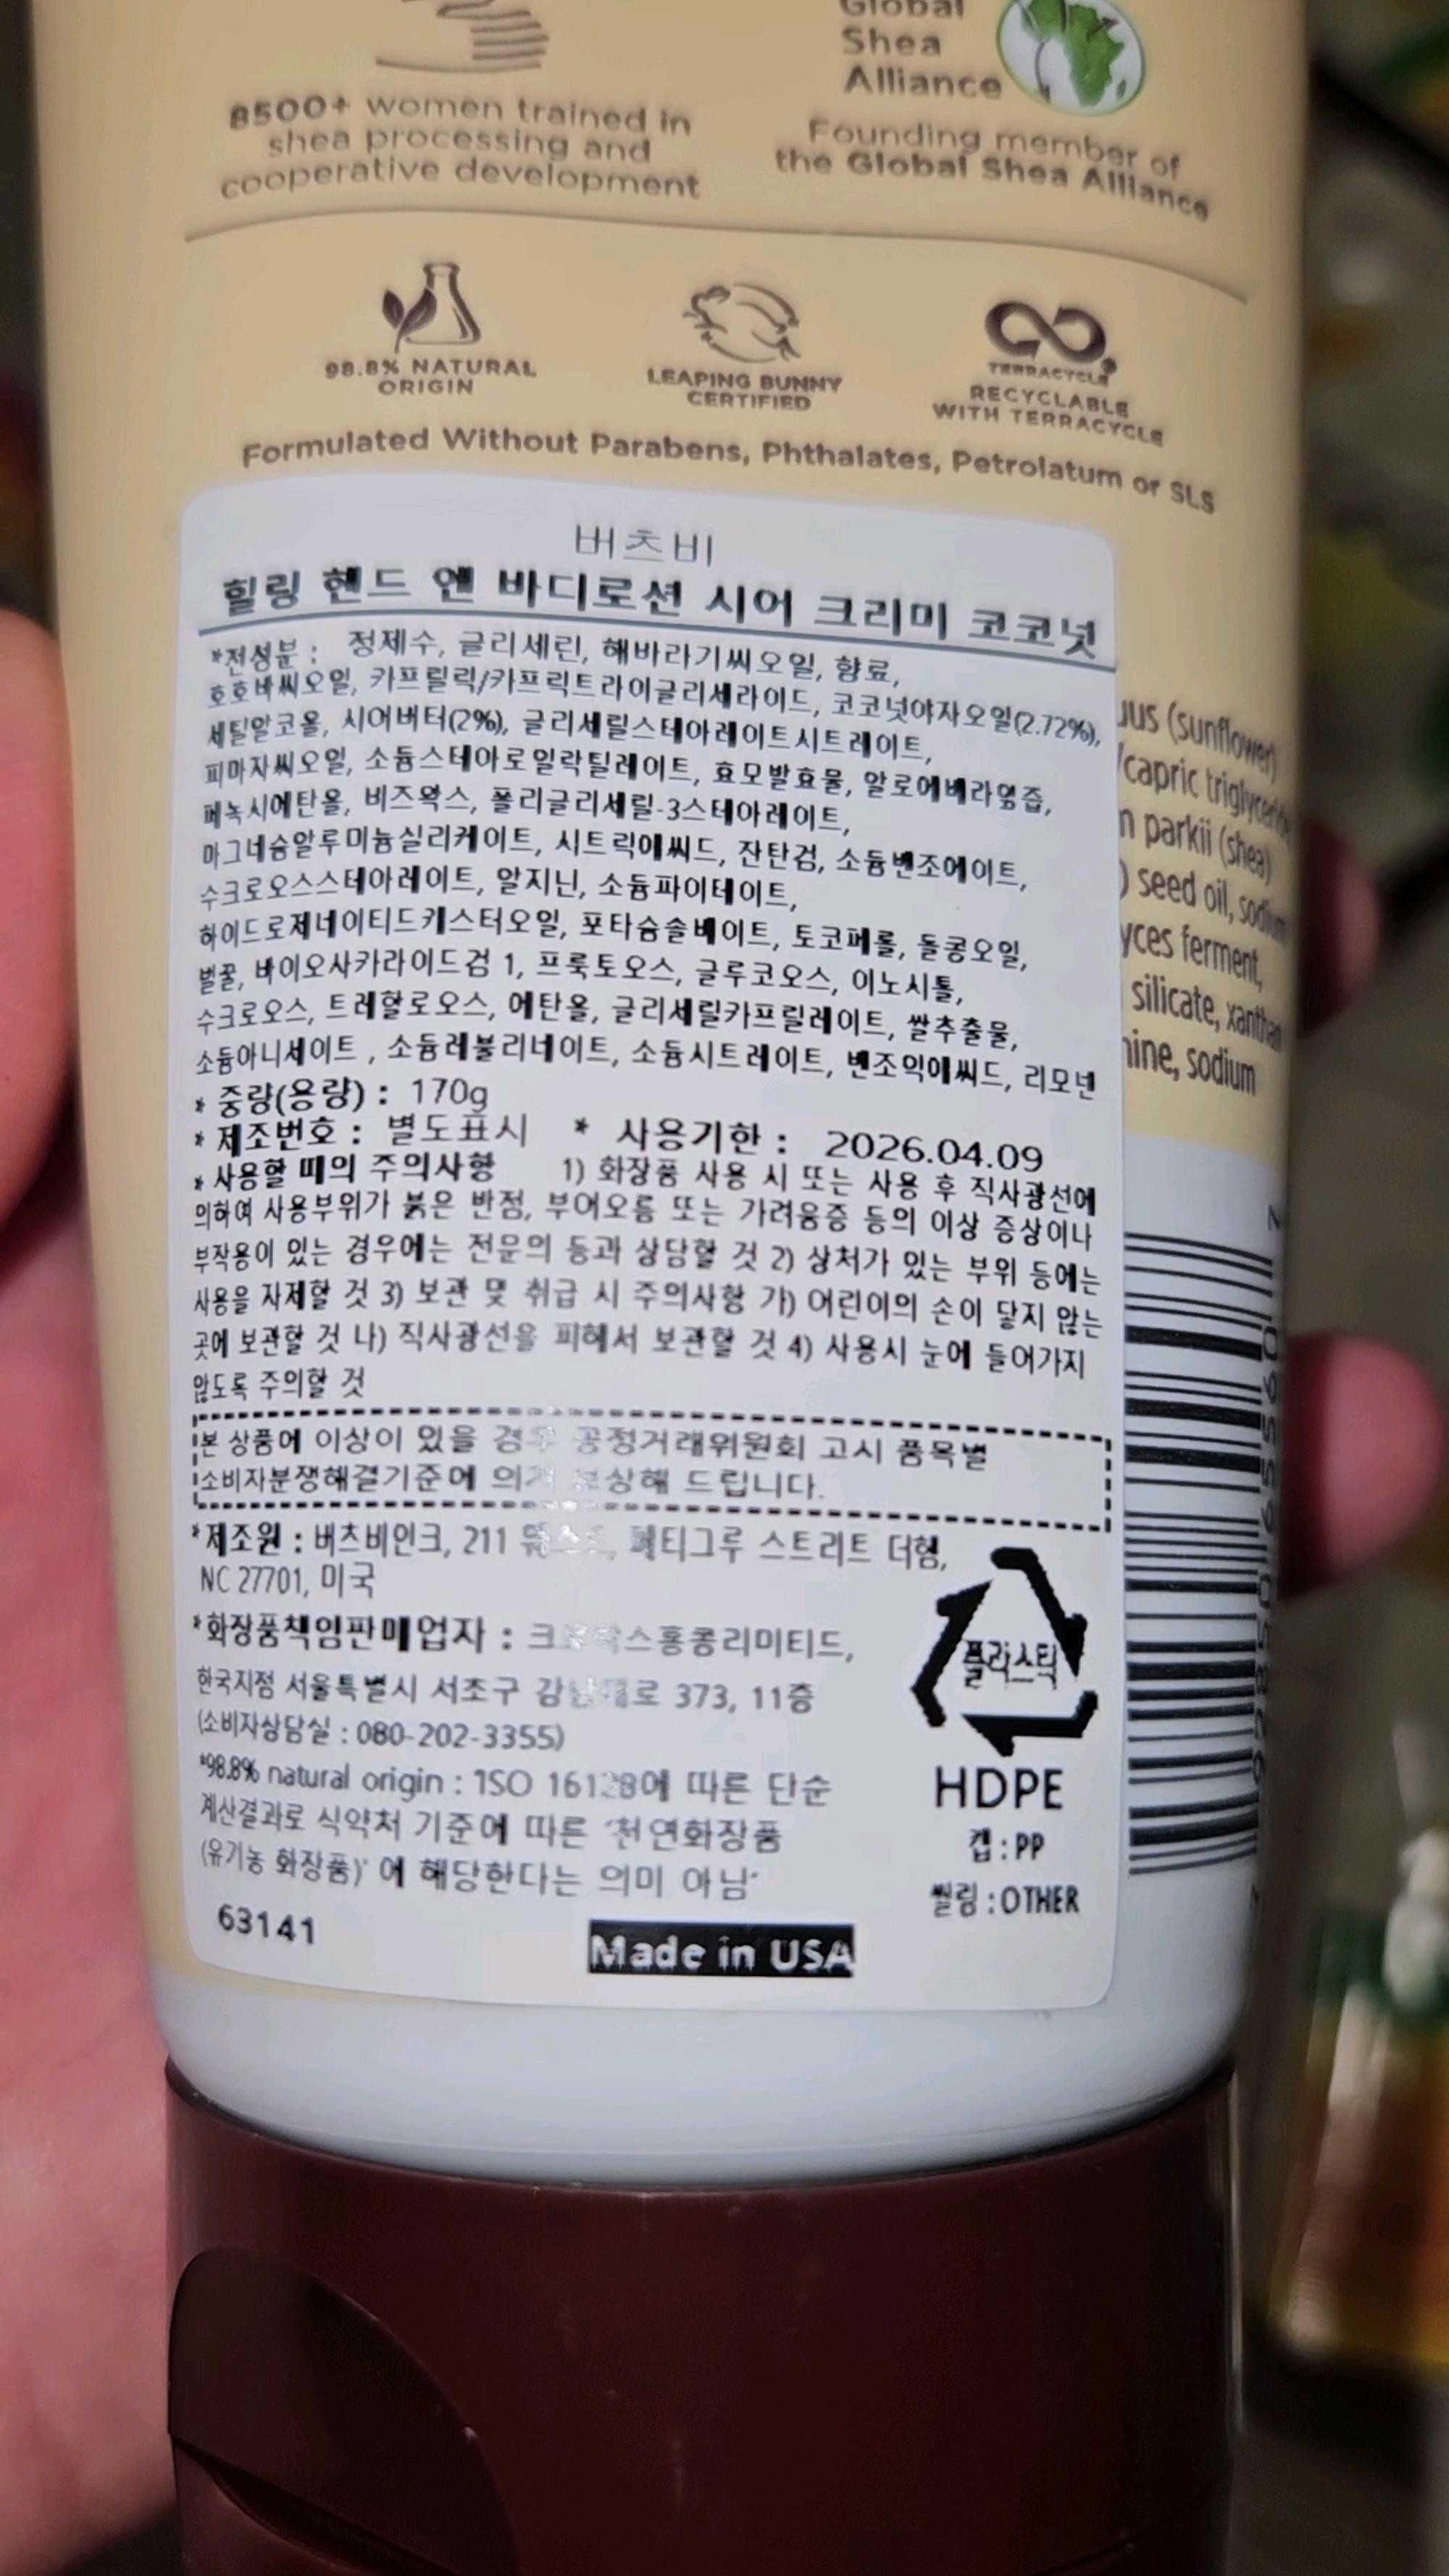 Global
Shea
Alliance
8500+ women trained in
shea processing and
cooperative development
Founding member of
the Global Shea Alliance
98.8% NATURAL
ORIGIN
LEAPING BUNNY
CERTIFIED
TERRACYCLE
RECYCLABLE
WITH TERRACYCLE
Formulated Without Parabens, Phthalates, Petrolatum or SLS
버츠비
힐링 핸드 앤 바디로션 시어 크리미 코코넛
*전성분 : 정제수, 글리세린, 해바라기씨오일, 향료,
호호바씨오일, 카프릴릭/카프릭트라이글리세라이드, 코코넛야자오일(2.72%),
세틸알코올, 시어버터(2%), 글리세릴스테아레이트시트레이트,
피마자씨오일, 소듐스테아로일락틸레이트, 효모발효물, 알로에베라잎즙,
페녹시에탄올, 비즈왁스, 폴리글리세릴-3스테아레이트,
마그네슘알루미늄실리케이트, 시트릭애씨드, 잔탄검, 소듐벤조에이트,
수크로오스스테아레이트, 알지닌, 소듐파이테이트,
하이드로제네이티드캐스터오일, 포타슘솔베이트, 토코페롤, 돌콩오일,
벌꿀, 바이오사카라이드검 1, 프룩토오스, 글루코오스, 이노시톨,
수크로오스, 트레할로오스, 에탄올, 글리세릴카프릴레이트, 쌀추출물,
소듐아니세이트 , 소듐레불리네이트, 소듐시트레이트, 벤조익애씨드, 리모넨
* 중량(용량) : 170g
* 제조번호 : 별도표시 * 사용기한 : 2026.04.09
* 사용할 때의 주의사항 1) 화장품 사용 시 또는 사용 후 직사광선에
의하여 사용부위가 붉은 반점, 부어오름 또는 가려움증 등의 이상 증상이나
부작용이 있는 경우에는 전문의 등과 상담할 것 2) 상처가 있는 부위 등에는
사용을 자제할 것 3) 보관 및 취급 시 주의사항 가) 어린이의 손이 닿지 않는
곳에 보관할 것 나) 직사광선을 피해서 보관할 것 4) 사용시 눈에 들어가지
않도록 주의할 것
본 상품에 이상이 있을 경우 공정거래위원회 고시 품목별
소비자분쟁해결기준에 의거 보상해 드립니다.
*제조원 : 버츠비인크, 211 페티그루 스트리트 더햄,
NC 27701, 미국
*화장품책임판매업자 :
한국지점 서울특별시 서초구 강남대로 373, 11층
(소비자상담실 : 080-202-3355)
*98.8% natural origin : ISO 16128에 따른 단순
계산결과로 식약처 기준에 따른 '천연화장품
(유기농 화장품)' 에 해당한다는 의미 아님*
63141
Made in USA
플라스틱
HDPE
캡 : PP
씰링 : OTHER
(sunflower)
/capric triglyceride
parkii (shea)
) seed oil, sodium
ferment,
silicate, xanthan
sodium